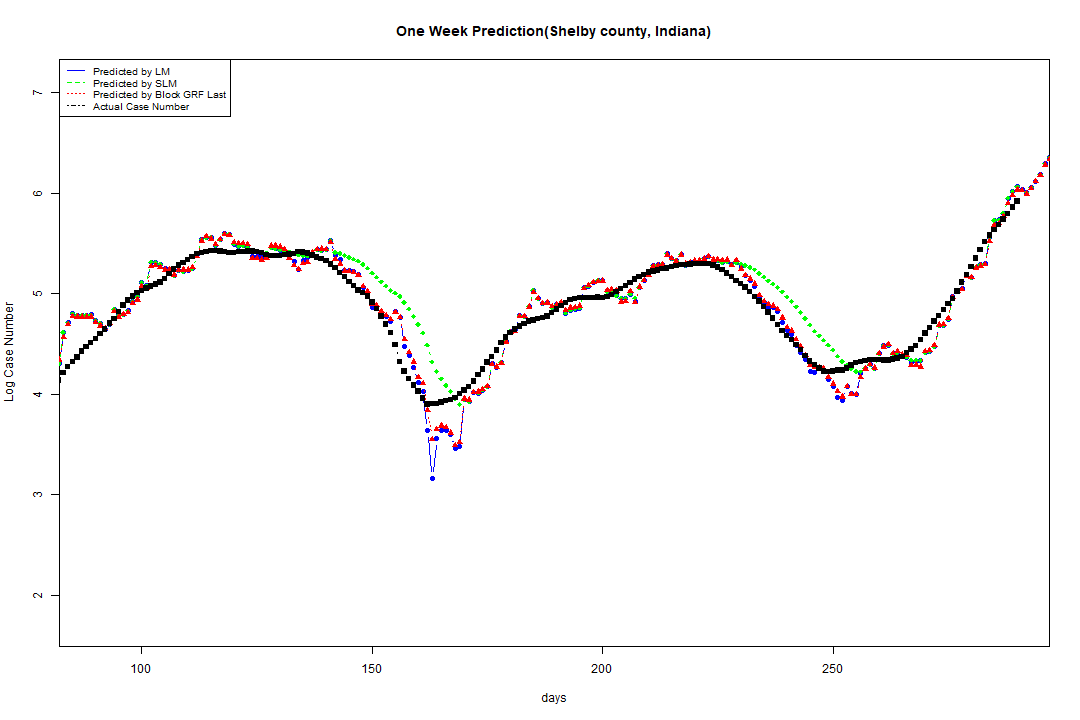 One Week Prediction(Shelby county, Indiana)
Predicted by LM
Predicted by SLM
Predicted by Block GRF Last
Actual Case Number
7
6
5
4
3
2
Log Case Number
100 150 200 250
days